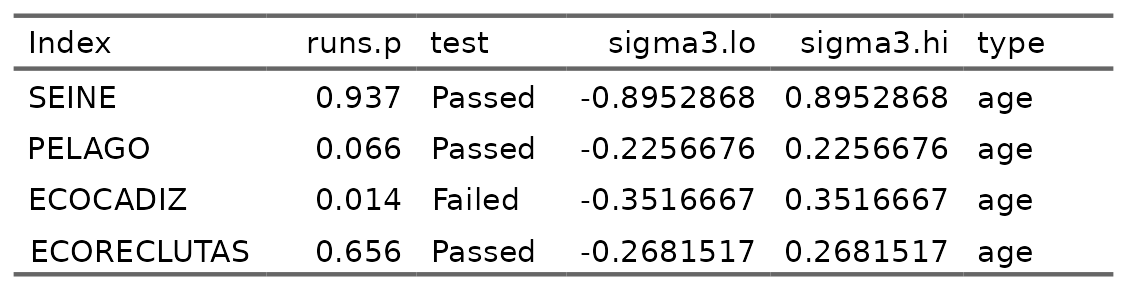 Index runs.p test sigma3.lo sigma3.hi type
SEINE 0.937 Passed -0.8952868 0.8952868 age
PELAGO 0.066 Passed -0.2256676 0.2256676 age
ECOCADIZ 0.014 Failed -0.3516667 0.3516667 age
ECORECLUTAS 0.656 Passed -0.2681517 0.2681517 age